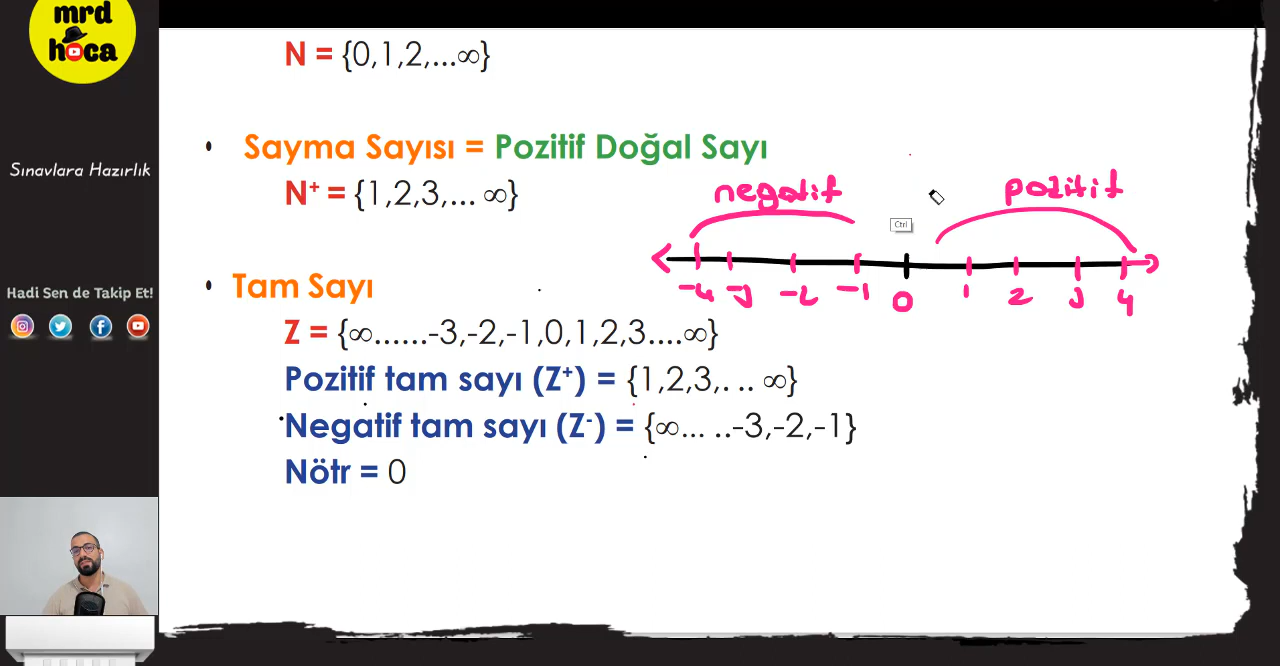 mrd
hoca
Sınavlara Hazırlık
Hadi Sen de Takip Et!
N = {0,1,2,...∞}
• Sayma Sayısı = Pozitif Doğal Sayı
N⁺ = {1,2,3,... ∞}
negatif
pozitif
Ctrl
-4 -3 -2 -1 0 1 2 3 4
• Tam Sayı
Z = {∞......-3,-2,-1,0,1,2,3....∞}
Pozitif tam sayı (Z⁺) = {1,2,3,. .. ∞}
Negatif tam sayı (Z⁻) = {∞... ..-3,-2,-1}
Nötr = 0